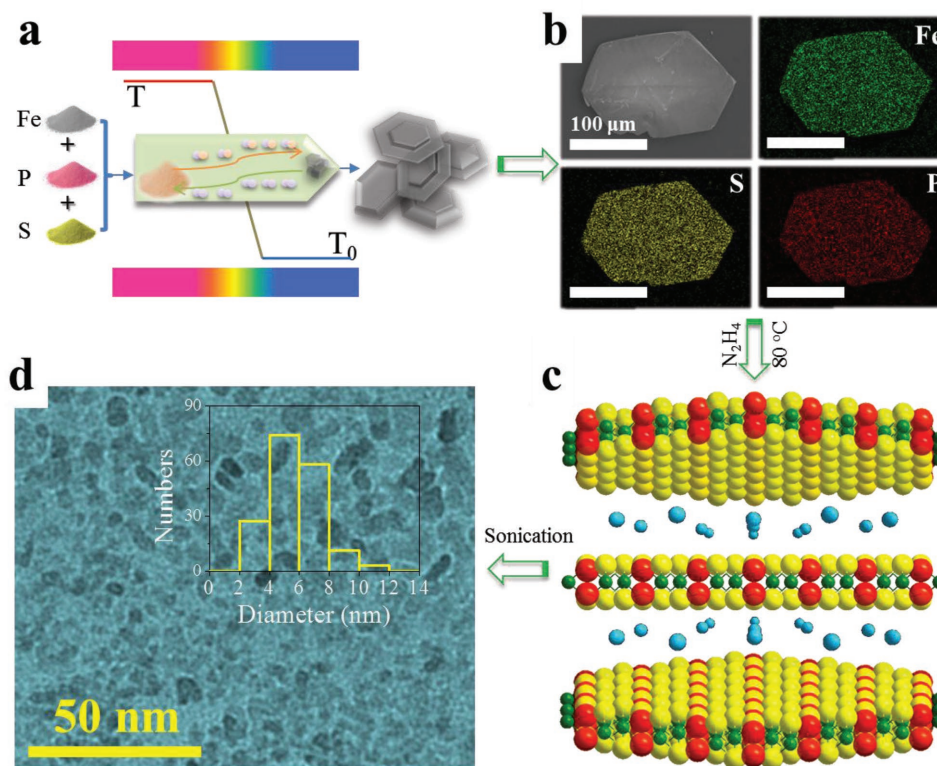 a
T
Fe
+
P
+
S
T₀
b
100 µm
Fe
S
P
N₂H₄
80 °C
c
Sonication
d
90
60
30
0
Numbers
0 2 4 6 8 10 12 14
Diameter (nm)
50 nm